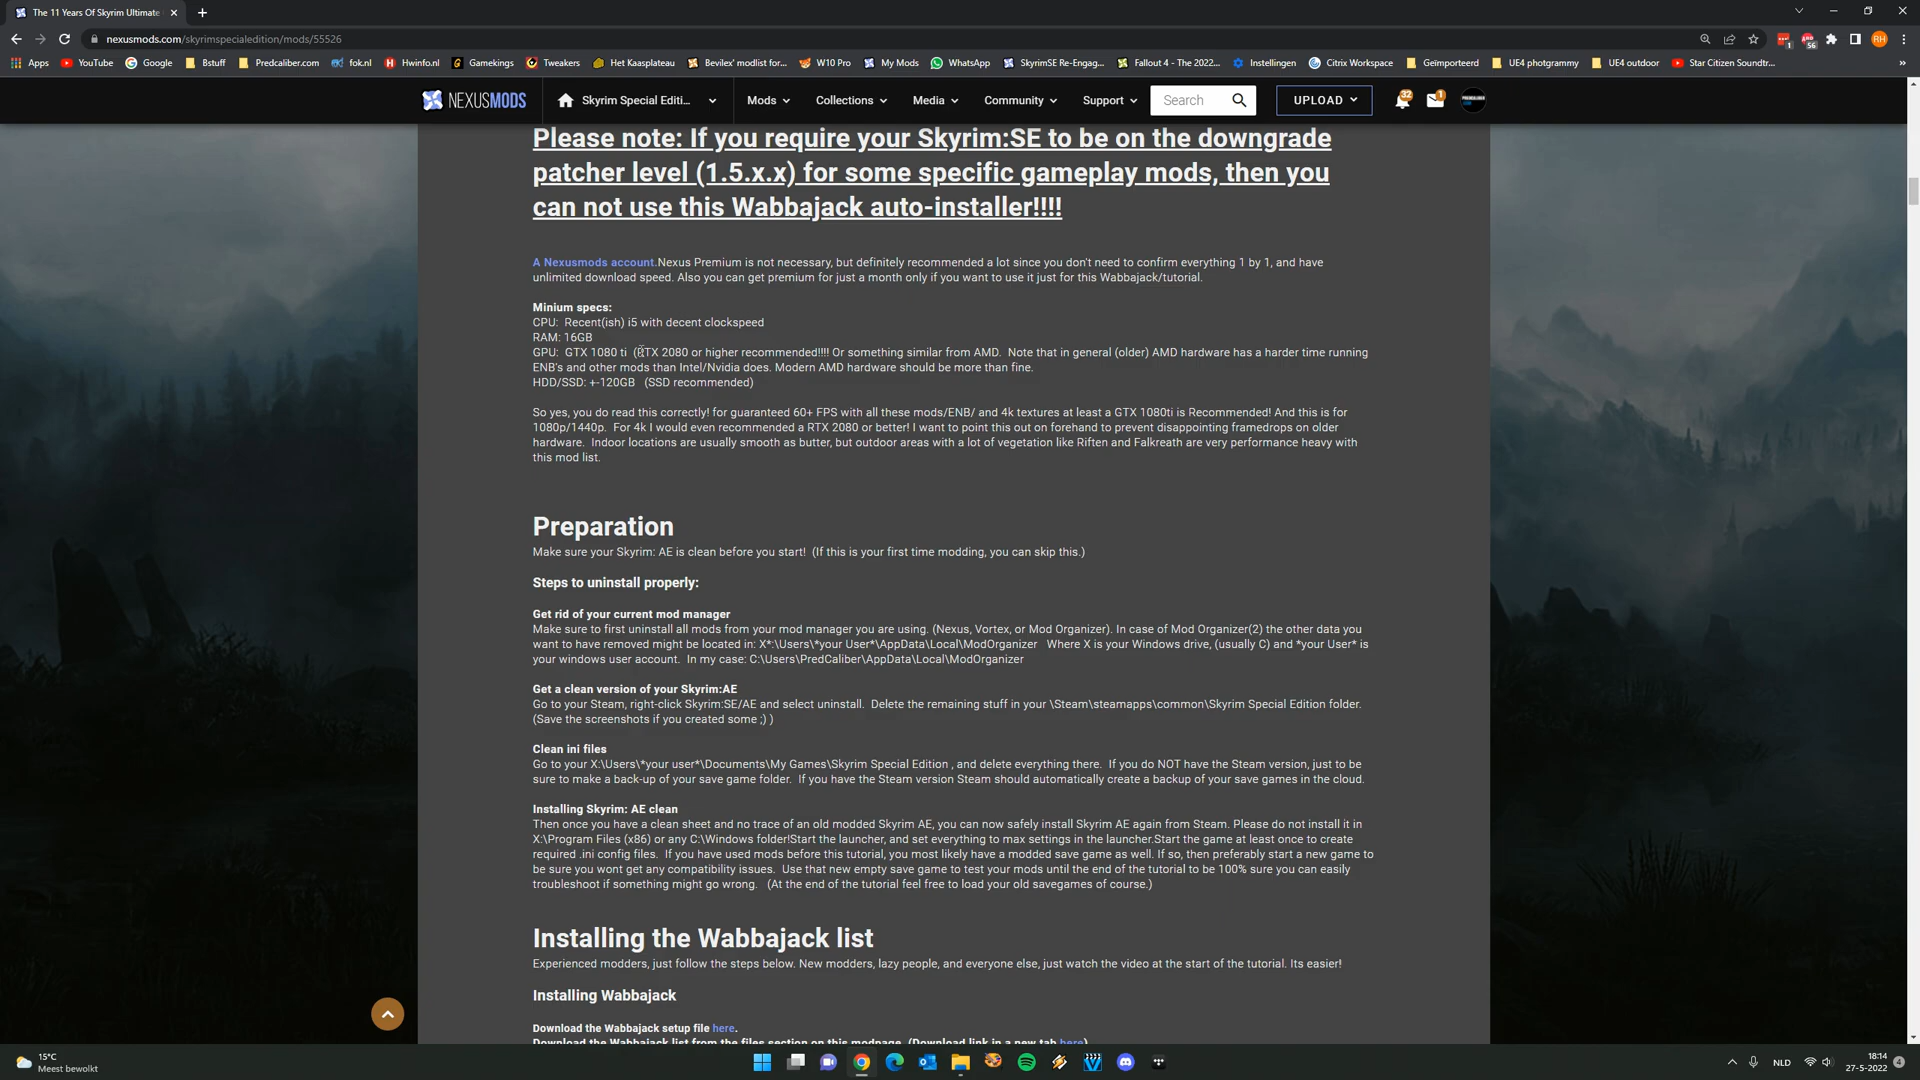 The 11 Years Of Skyrim Ultimate
nexusmods.com/skyrimspecialedition/mods/55526
Apps YouTube Google Bstuff Predcaliber.com fok.nl Hwinfo.nl Gamekings Tweakers Het Kaasplateau Bevilex' modlist for... W10 Pro My Mods WhatsApp SkyrimSE Re-Engag... Fallout 4 - The 2022... Instellingen Citrix Workspace Geïmporteerd UE4 photgrammy UE4 outdoor Star Citizen Soundtr... »
NEXUSMODS Skyrim Special Editi... Mods Collections Media Community Support Search UPLOAD 32 1
Please note: If you require your Skyrim:SE to be on the downgrade
patcher level (1.5.x.x) for some specific gameplay mods, then you
can not use this Wabbajack auto-installer!!!!
A Nexusmods account.Nexus Premium is not necessary, but definitely recommended a lot since you don't need to confirm everything 1 by 1, and have
unlimited download speed. Also you can get premium for just a month only if you want to use it just for this Wabbajack/tutorial.
Minium specs:
CPU: Recent(ish) i5 with decent clockspeed
RAM: 16GB
GPU: GTX 1080 ti (RTX 2080 or higher recommended!!!! Or something similar from AMD. Note that in general (older) AMD hardware has a harder time running
ENB's and other mods than Intel/Nvidia does. Modern AMD hardware should be more than fine.
HDD/SSD: +-120GB (SSD recommended)
So yes, you do read this correctly! for guaranteed 60+ FPS with all these mods/ENB/ and 4k textures at least a GTX 1080ti is Recommended! And this is for
1080p/1440p. For 4k I would even recommended a RTX 2080 or better! I want to point this out on forehand to prevent disappointing framedrops on older
hardware. Indoor locations are usually smooth as butter, but outdoor areas with a lot of vegetation like Riften and Falkreath are very performance heavy with
this mod list.
Preparation
Make sure your Skyrim: AE is clean before you start! (If this is your first time modding, you can skip this.)
Steps to uninstall properly:
Get rid of your current mod manager
Make sure to first uninstall all mods from your mod manager you are using. (Nexus, Vortex, or Mod Organizer). In case of Mod Organizer(2) the other data you
want to have removed might be located in: X*:\Users\*your User*\AppData\Local\ModOrganizer Where X is your Windows drive, (usually C) and *your User* is
your windows user account. In my case: C:\Users\PredCaliber\AppData\Local\ModOrganizer
Get a clean version of your Skyrim:AE
Go to your Steam, right-click Skyrim:SE/AE and select uninstall. Delete the remaining stuff in your \Steam\steamapps\common\Skyrim Special Edition folder.
(Save the screenshots if you created some ;) )
Clean ini files
Go to your X:\Users\*your user*\Documents\My Games\Skyrim Special Edition , and delete everything there. If you do NOT have the Steam version, just to be
sure to make a back-up of your save game folder. If you have the Steam version Steam should automatically create a backup of your save games in the cloud.
Installing Skyrim: AE clean
Then once you have a clean sheet and no trace of an old modded Skyrim AE, you can now safely install Skyrim AE again from Steam. Please do not install it in
X:\Program Files (x86) or any C:\Windows folder!Start the launcher, and set everything to max settings in the launcher.Start the game at least once to create
required .ini config files. If you have used mods before this tutorial, you most likely have a modded save game as well. If so, then preferably start a new game to
be sure you wont get any compatibility issues. Use that new empty save game to test your mods until the end of the tutorial to be 100% sure you can easily
troubleshoot if something might go wrong. (At the end of the tutorial feel free to load your old savegames of course.)
Installing the Wabbajack list
Experienced modders, just follow the steps below. New modders, lazy people, and everyone else, just watch the video at the start of the tutorial. Its easier!
Installing Wabbajack
Download the Wabbajack setup file here.
Download the Wabbajack list from the files section on this modpage. (Download link in a new tab here)
15°C
Meest bewolkt
NLD
18:14
27-5-2022
4